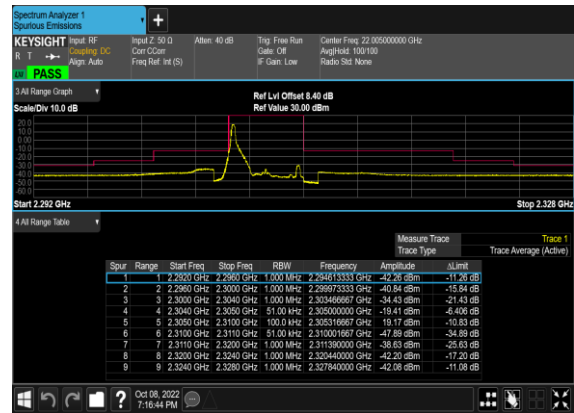 Spectrum Analyzer 1
Spurious Emissions
KEYSIGHT Input: RF Input Z: 50 Ω Atten: 40 dB Trig: Free Run Center Freq: 22.005000000 GHz
R T Coupling: DC Corr CCorr Gate: Off Avg|Hold: 100/100
Align: Auto Freq Ref: Int (S) IF Gain: Low Radio Std: None
PASS
3 All Range Graph
Ref Lvl Offset 8.40 dB
Scale/Div 10.0 dB Ref Value 30.00 dBm
20.0
10.0
0.00
-10.0
-20.0
-30.0
-40.0
-50.0
-60.0
Start 2.292 GHz Stop 2.328 GHz
4 All Range Table
Measure Trace Trace 1
Trace Type Trace Average (Active)
Spur Range Start Freq Stop Freq RBW Frequency Amplitude ΔLimit
1 1 2.2920 GHz 2.2960 GHz 1.000 MHz 2.294613333 GHz -42.26 dBm -11.26 dB
2 2 2.2960 GHz 2.3000 GHz 1.000 MHz 2.299973333 GHz -40.84 dBm -15.84 dB
3 3 2.3000 GHz 2.3040 GHz 1.000 MHz 2.303466667 GHz -34.43 dBm -21.43 dB
4 4 2.3040 GHz 2.3050 GHz 51.00 kHz 2.305000000 GHz -19.41 dBm -6.406 dB
5 5 2.3050 GHz 2.3100 GHz 100.0 kHz 2.305316667 GHz 19.17 dBm -10.83 dB
6 6 2.3100 GHz 2.3110 GHz 51.00 kHz 2.310001667 GHz -47.89 dBm -34.89 dB
7 7 2.3110 GHz 2.3200 GHz 1.000 MHz 2.311390000 GHz -38.63 dBm -25.63 dB
8 8 2.3200 GHz 2.3240 GHz 1.000 MHz 2.320440000 GHz -42.20 dBm -17.20 dB
9 9 2.3240 GHz 2.3280 GHz 1.000 MHz 2.327840000 GHz -42.08 dBm -11.08 dB
Oct 08, 2022
7:16:44 PM